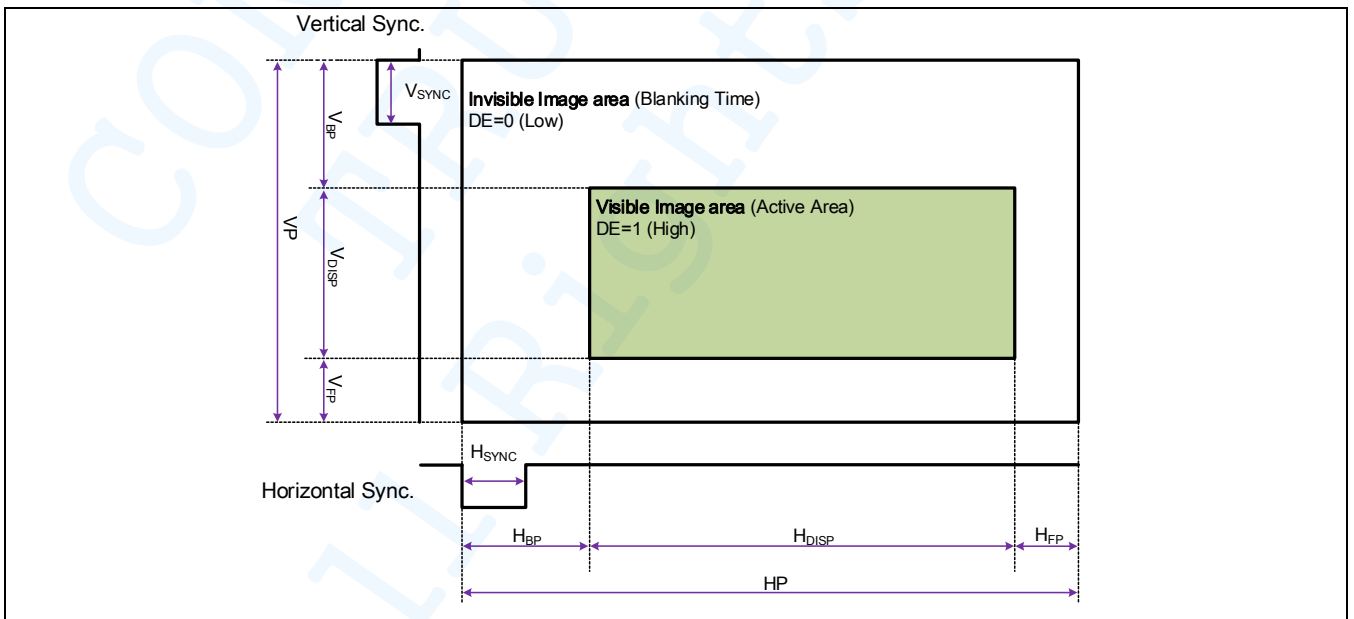 Vertical Sync.
VSYNC
Invisible Image area (Blanking Time)
DE=0 (Low)
VBP
Visible Image area (Active Area)
DE=1 (High)
VP
VDISP
VFP
HSYNC
Horizontal Sync.
HBP
HDISP
HFP
HP